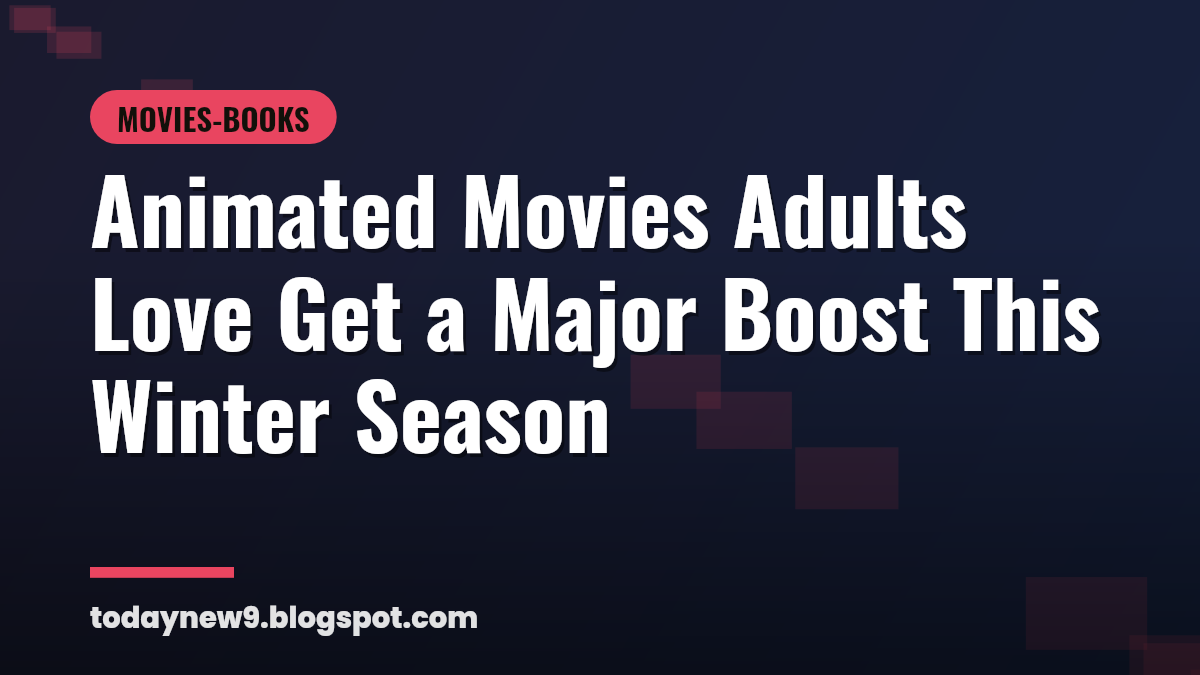 MOVIES-BOOKS
Animated Movies Adults
Love Get a Major Boost This
Winter Season
todaynew9.blogspot.com